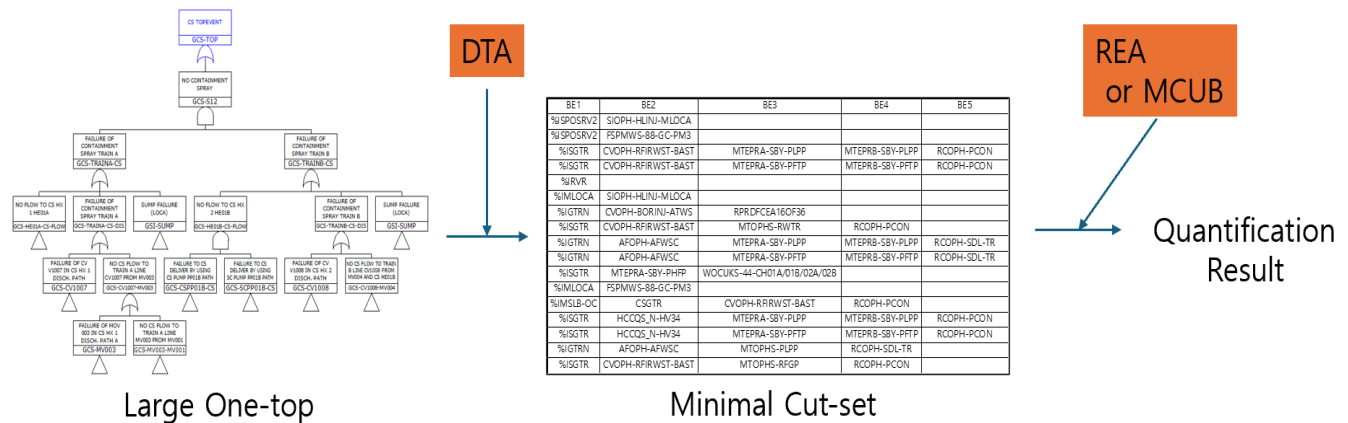 CS TOPEVENT
GCS-TOP
NO CONTAINMENT
SPRAY
GCS-S12
FAILURE OF
CONTAINMENT
SPRAY TRAIN A
GCS-TRAINA-CS
FAILURE OF
CONTAINMENT
SPRAY TRAIN B
GCS-TRAINB-CS
NO FLOW TO CS HX
1 HE01A
GCS-HE01A-CS-FLOW
FAILURE OF
CONTAINMENT
SPRAY TRAIN A
GCS-TRAINA-CS-DIS
SUMP FAILURE
(LOCA)
GSI-SUMP
NO FLOW TO CS HX
2 HE01B
GCS-HE01B-CS-FLOW
FAILURE OF
CONTAINMENT
SPRAY TRAIN B
GCS-TRAINB-CS-DIS
SUMP FAILURE
(LOCA)
GSI-SUMP
FAILURE OF CV
V1007 IN CS HX 1
DISCH. PATH
GCS-CV1007
NO CS FLOW TO
TRAIN A LINE
CV1007 FROM MV003
GCS-CV1007-MV003
FAILURE TO CS
DELIVER BY USING
CS PUMP PP01B PATH
GCS-CSPP01B-CS
FAILURE TO CS
DELIVER BY USING
SC PUMP PP01B PATH
GCS-SCPP01B-CS
FAILURE OF CV
V1008 IN CS HX 2
DISCH. PATH
GCS-CV1008
NO CS FLOW TO TRAIN
B LINE CV1008 FROM
MV004 AND CS HE01B
GCS-CV1008-MV004
FAILURE OF MOV
003 IN CS HX 1
DISCH. PATH A
GCS-MV003
NO CS FLOW TO
TRAIN A LINE
MV003 FROM MV001
GCS-MV003-MV001
Large One-top
DTA
BE1 BE2 BE3 BE4 BE5
%ISPOSRV2 SIOPH-HLINJ-MLOCA
%ISPOSRV2 FSPMWS-88-GC-PM3
%ISGTR CVOPH-RFIRWST-BAST MTEPRA-SBY-PLPP MTEPRB-SBY-PLPP RCOPH-PCON
%ISGTR CVOPH-RFIRWST-BAST MTEPRA-SBY-PFTP MTEPRB-SBY-PFTP RCOPH-PCON
%IRVR
%IMLOCA SIOPH-HLINJ-MLOCA
%IGTRN CVOPH-BORINJ-ATWS RPRDFCEA16OF36
%ISGTR CVOPH-RFIRWST-BAST MTOPHS-RWTR RCOPH-PCON
%IGTRN AFOPH-AFWSC MTEPRA-SBY-PLPP MTEPRB-SBY-PLPP RCOPH-SDL-TR
%IGTRN AFOPH-AFWSC MTEPRA-SBY-PFTP MTEPRB-SBY-PFTP RCOPH-SDL-TR
%ISGTR MTEPRA-SBY-PHFP WOCUKS-44-CH01A/01B/02A/02B
%IMLOCA FSPMWS-88-GC-PM3
%IMSLB-OC CSGTR CVOPH-RFIRWST-BAST RCOPH-PCON
%ISGTR HCCQS_N-HV34 MTEPRA-SBY-PLPP MTEPRB-SBY-PLPP RCOPH-PCON
%ISGTR HCCQS_N-HV34 MTEPRA-SBY-PFTP MTEPRB-SBY-PFTP RCOPH-PCON
%IGTRN AFOPH-AFWSC MTOPHS-PLPP RCOPH-SDL-TR
%ISGTR CVOPH-RFIRWST-BAST MTOPHS-RFGP RCOPH-PCON
Minimal Cut-set
REA
or MCUB
Quantification
Result